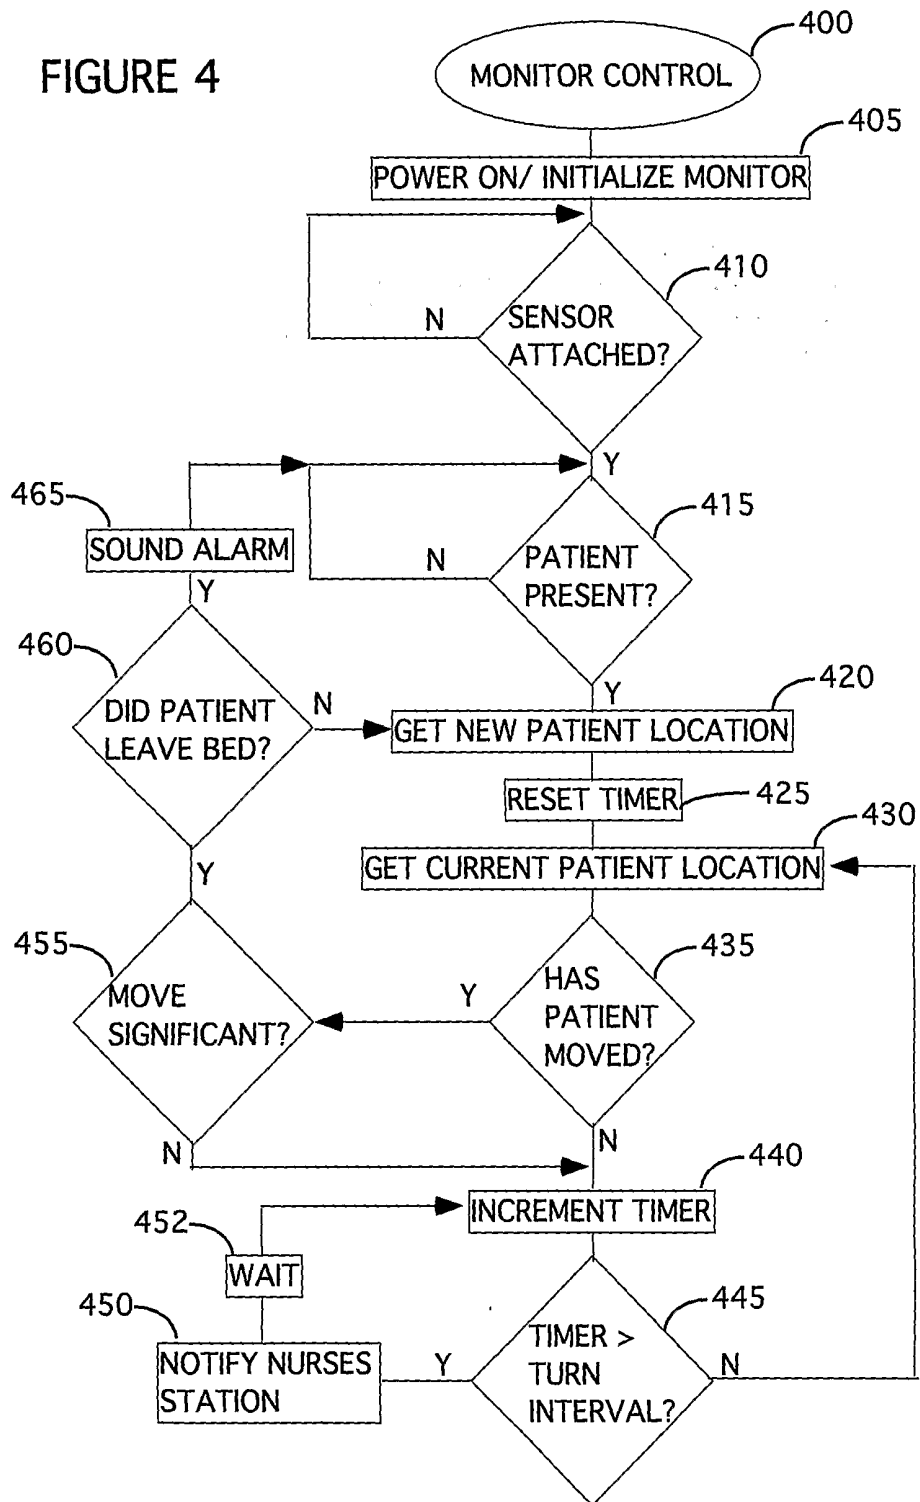 FIGURE 4
MONITOR CONTROL
400
POWER ON/ INITIALIZE MONITOR
405
SENSOR
ATTACHED?
410
N
Y
PATIENT
PRESENT?
415
N
Y
SOUND ALARM
465
Y
DID PATIENT
LEAVE BED?
460
N
GET NEW PATIENT LOCATION
420
RESET TIMER
425
GET CURRENT PATIENT LOCATION
430
Y
MOVE
SIGNIFICANT?
455
N
HAS
PATIENT
MOVED?
435
Y
N
INCREMENT TIMER
440
WAIT
452
NOTIFY NURSES
STATION
450
Y
TIMER >
TURN
INTERVAL?
445
N